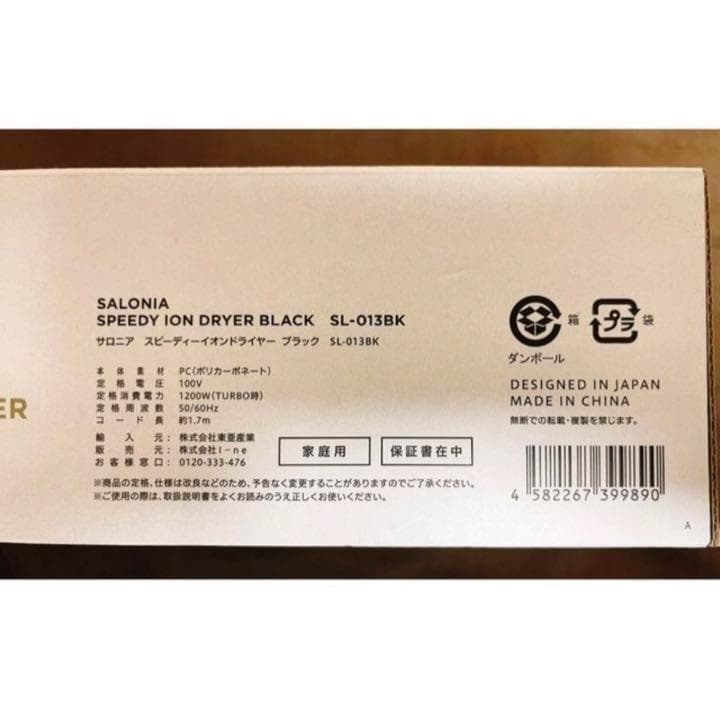 SALONIA
SPEEDY ION DRYER BLACK SL-013BK
サロニア スピーディーイオンドライヤー ブラック SL-013BK
本体素材 PC(ポリカーボネート)
定格電圧 100V
定格消費電力 1200W(TURBO時)
定格周波数 50/60Hz
コード長 約1.7m
輸入元: 株式会社東亜産業
販売元: 株式会社I-ne
お客様窓口: 0120-333-476
家庭用
保証書在中
※商品の定格、仕様は改良などのため、予告なく変更することがありますのでご了承ください。
※ご使用の際は、取扱説明書をよくお読みのうえ正しくお使いください。
ER
箱
プラ 袋
ダンボール
DESIGNED IN JAPAN
MADE IN CHINA
無断での転載・複製を禁じます。
4 582267 399890
A